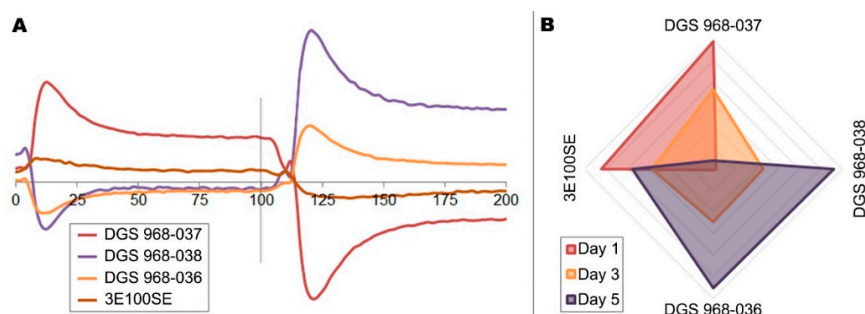 A
0
25
50
75
100
125
150
175
200
DGS 968-037
DGS 968-038
DGS 968-036
3E100SE
B
DGS 968-037
DGS 968-038
DGS 968-036
3E100SE
Day 1
Day 3
Day 5